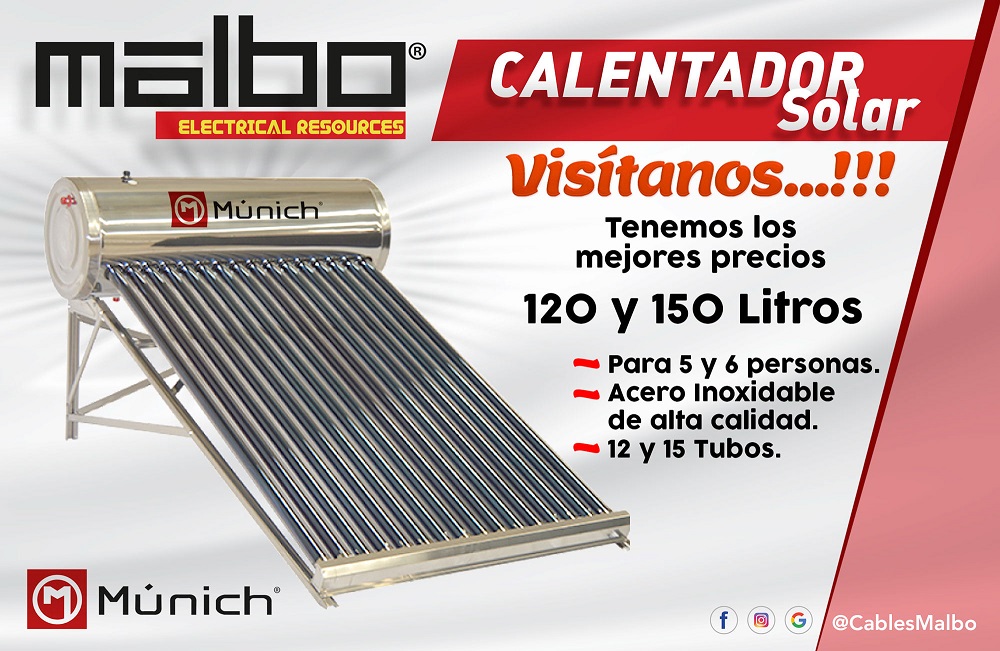 malbo®
ELECTRICAL RESOURCES
CALENTADOR
Solar
Visítanos...!!!
Tenemos los
mejores precios
120 y 150 Litros
Para 5 y 6 personas.
Acero Inoxidable
de alta calidad.
12 y 15 Tubos.
M Múnich®
M Múnich®
f G @CablesMalbo